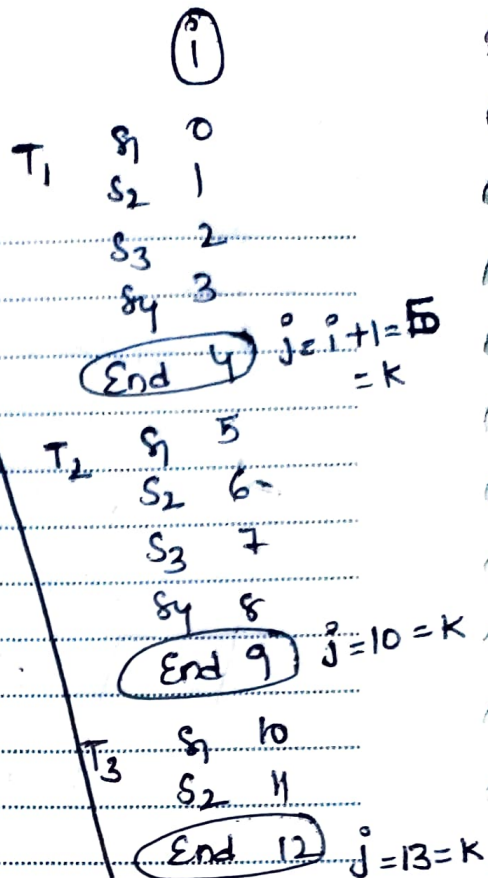 i
T1 S1 0
S2 1
S3 2
S4 3
End 4 j = i + 1 = 5
= K
T2 S1 5
S2 6
S3 7
S4 8
End 9 j = 10 = K
T3 S1 10
S2 11
End 12 j = 13 = K